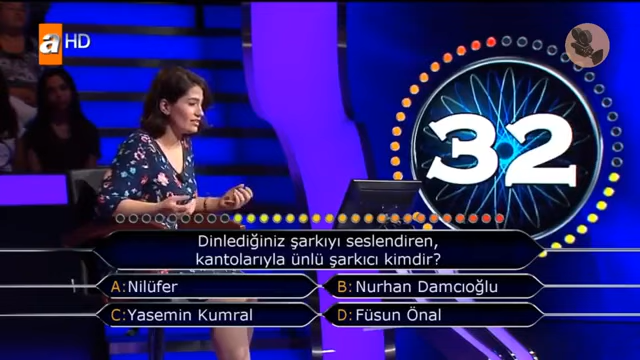 a HD
32
Dinlediğiniz şarkıyı seslendiren,
kantolarıyla ünlü şarkıcı kimdir?
A: Nilüfer
B: Nurhan Damcıoğlu
C: Yasemin Kumral
D: Füsun Önal